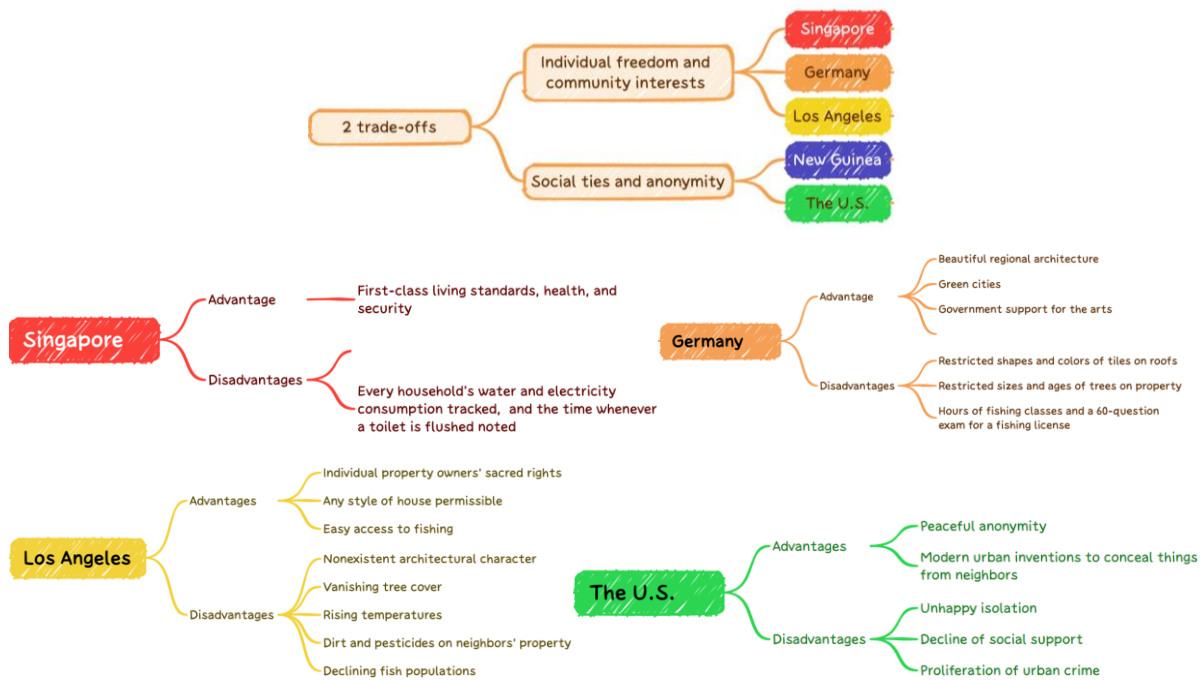 2 trade-offs
Individual freedom and
community interests
Singapore
Germany
Los Angeles
Social ties and anonymity
New Guinea
The U.S.
Singapore
Advantage
First-class living standards, health, and
security
Disadvantages
Every household's water and electricity
consumption tracked, and the time whenever
a toilet is flushed noted
Germany
Advantage
Beautiful regional architecture
Green cities
Government support for the arts
Disadvantages
Restricted shapes and colors of tiles on roofs
Restricted sizes and ages of trees on property
Hours of fishing classes and a 60-question
exam for a fishing license
Los Angeles
Advantages
Individual property owners' sacred rights
Any style of house permissible
Easy access to fishing
Disadvantages
Nonexistent architectural character
Vanishing tree cover
Rising temperatures
Dirt and pesticides on neighbors' property
Declining fish populations
The U.S.
Advantages
Peaceful anonymity
Modern urban inventions to conceal things
from neighbors
Disadvantages
Unhappy isolation
Decline of social support
Proliferation of urban crime